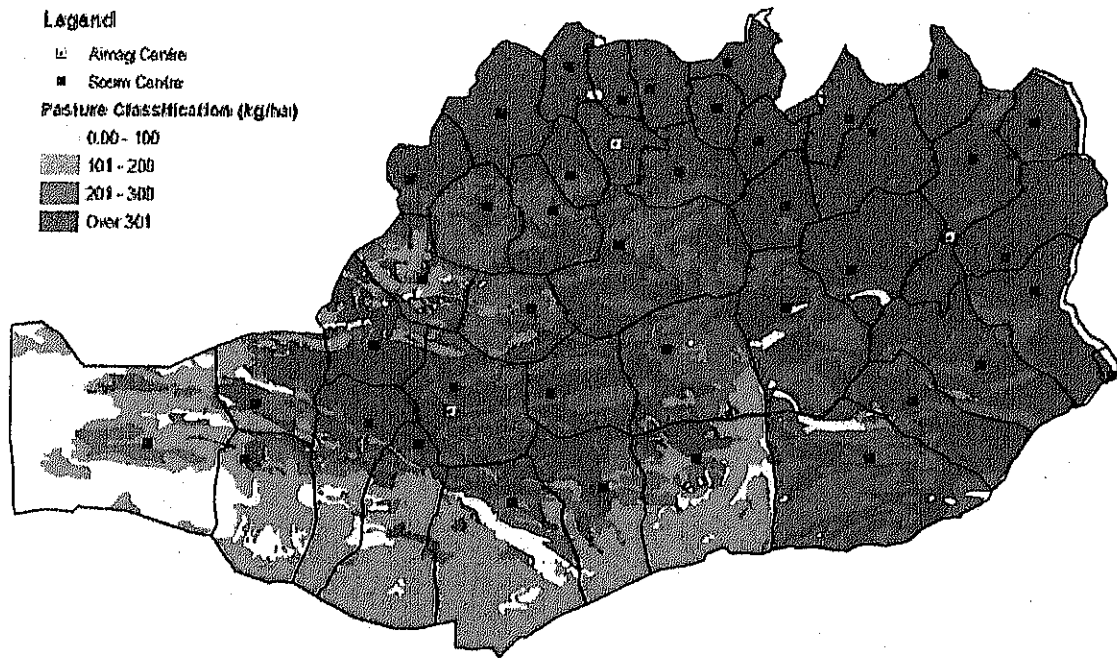 Legend
Aimag Centre
Soum Centre
Pasture Classification (kg/ha)
0.00 - 100
101 - 200
201 - 300
Over 301